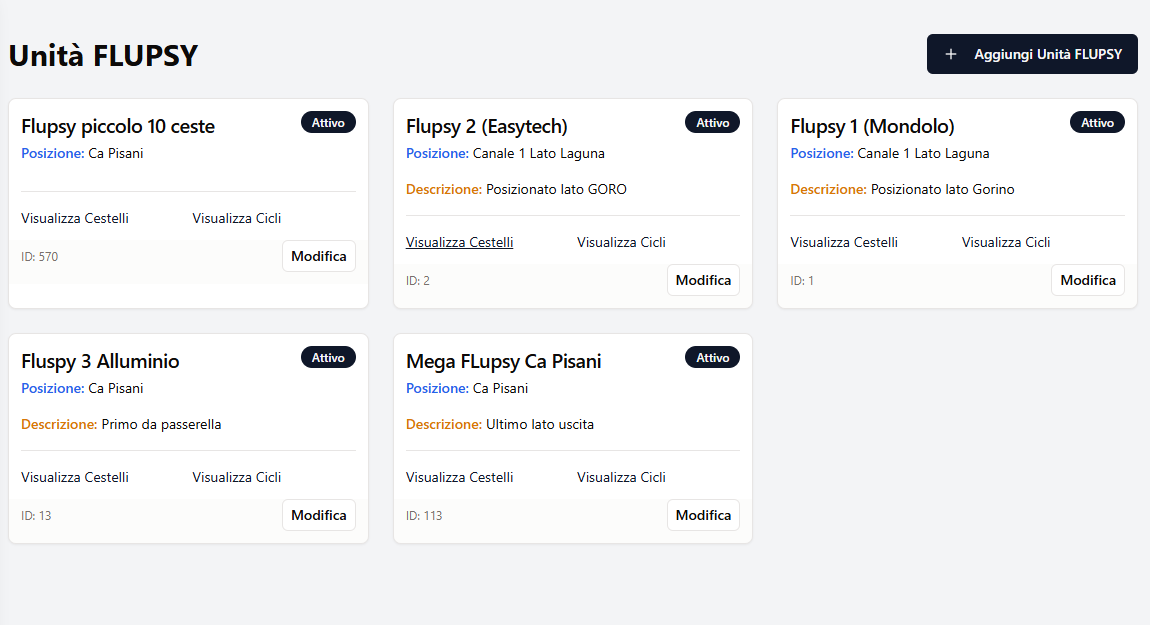 Unità FLUPSY
+ Aggiungi Unità FLUPSY
Flupsy piccolo 10 ceste
Attivo
Posizione: Ca Pisani
Visualizza Cestelli
Visualizza Cicli
ID: 570
Modifica
Flupsy 2 (Easytech)
Attivo
Posizione: Canale 1 Lato Laguna
Descrizione: Posizionato lato GORO
Visualizza Cestelli
Visualizza Cicli
ID: 2
Modifica
Flupsy 1 (Mondolo)
Attivo
Posizione: Canale 1 Lato Laguna
Descrizione: Posizionato lato Gorino
Visualizza Cestelli
Visualizza Cicli
ID: 1
Modifica
Fluspy 3 Alluminio
Attivo
Posizione: Ca Pisani
Descrizione: Primo da passerella
Visualizza Cestelli
Visualizza Cicli
ID: 13
Modifica
Mega FLupsy Ca Pisani
Attivo
Posizione: Ca Pisani
Descrizione: Ultimo lato uscita
Visualizza Cestelli
Visualizza Cicli
ID: 113
Modifica